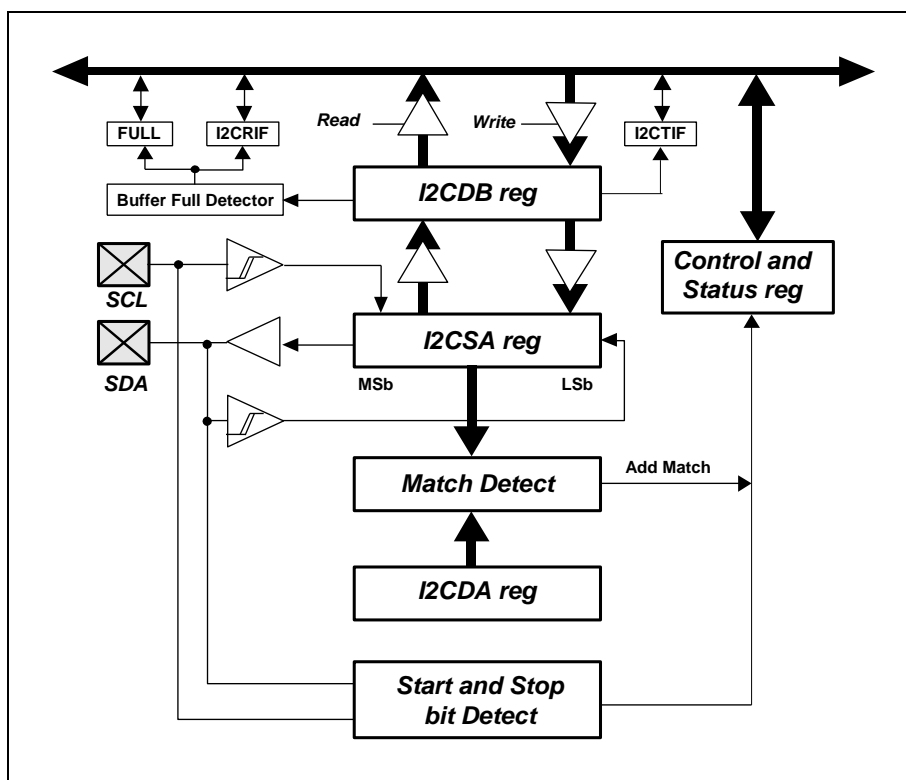 Read
Write
FULL
I2CRIF
I2CTIF
Buffer Full Detector
I2CDB reg
SCL
Control and
Status reg
SDA
I2CSA reg
MSb
LSb
Match Detect
Add Match
I2CDA reg
Start and Stop
bit Detect